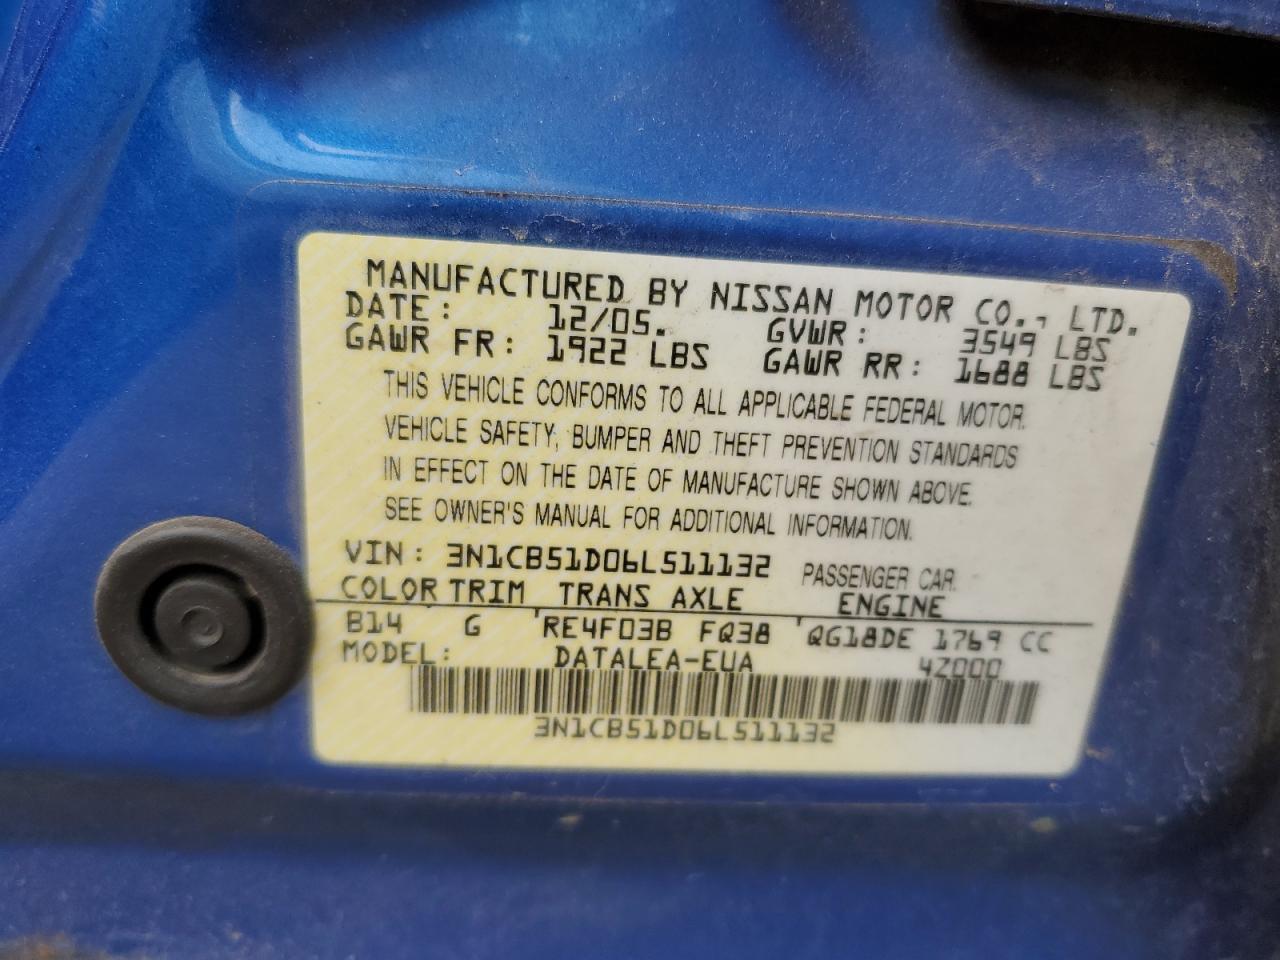 MANUFACTURED BY NISSAN MOTOR CO., LTD.
DATE: 12/05. GVWR: 3549 LBS
GAWR FR: 1922 LBS GAWR RR: 1688 LBS
THIS VEHICLE CONFORMS TO ALL APPLICABLE FEDERAL MOTOR
VEHICLE SAFETY, BUMPER AND THEFT PREVENTION STANDARDS
IN EFFECT ON THE DATE OF MANUFACTURE SHOWN ABOVE.
SEE OWNER'S MANUAL FOR ADDITIONAL INFORMATION.
VIN: 3N1CB51D06L511132 PASSENGER CAR
COLOR TRIM TRANS AXLE ENGINE
B14 G RE4F03B FQ38 QG18DE 1769 CC
MODEL: DATALEA-EUA 4Z000
3N1CB51D06L511132